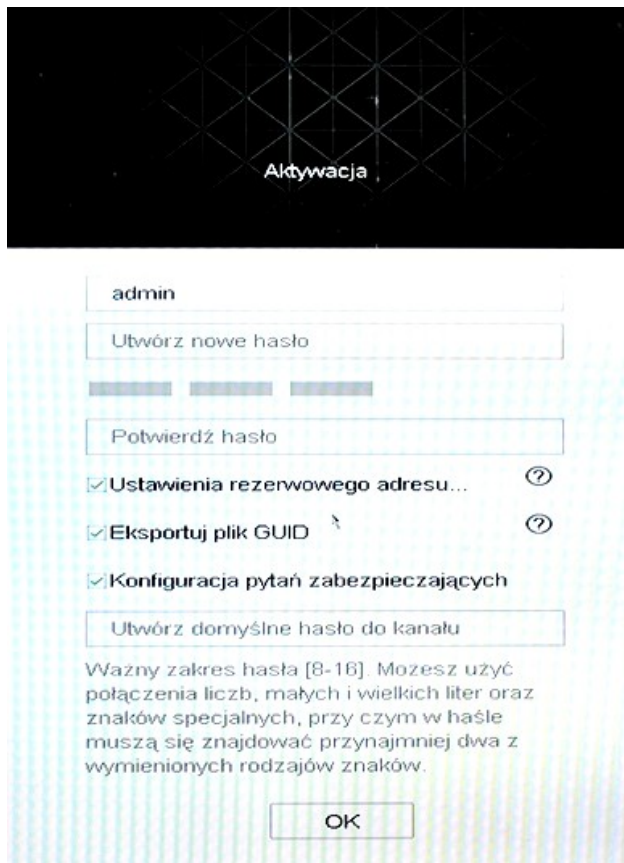 Aktywacja
admin
Utwórz nowe hasło
Potwierdź hasło
Ustawienia rezerwowego adresu...
Eksportuj plik GUID
Konfiguracja pytań zabezpieczających
Utwórz domyślne hasło do kanału
Ważny zakres hasła [8-16]. Możesz użyć
połączenia liczb, małych i wielkich liter oraz
znaków specjalnych, przy czym w haśle
muszą się znajdować przynajmniej dwa z
wymienionych rodzajów znaków.
OK